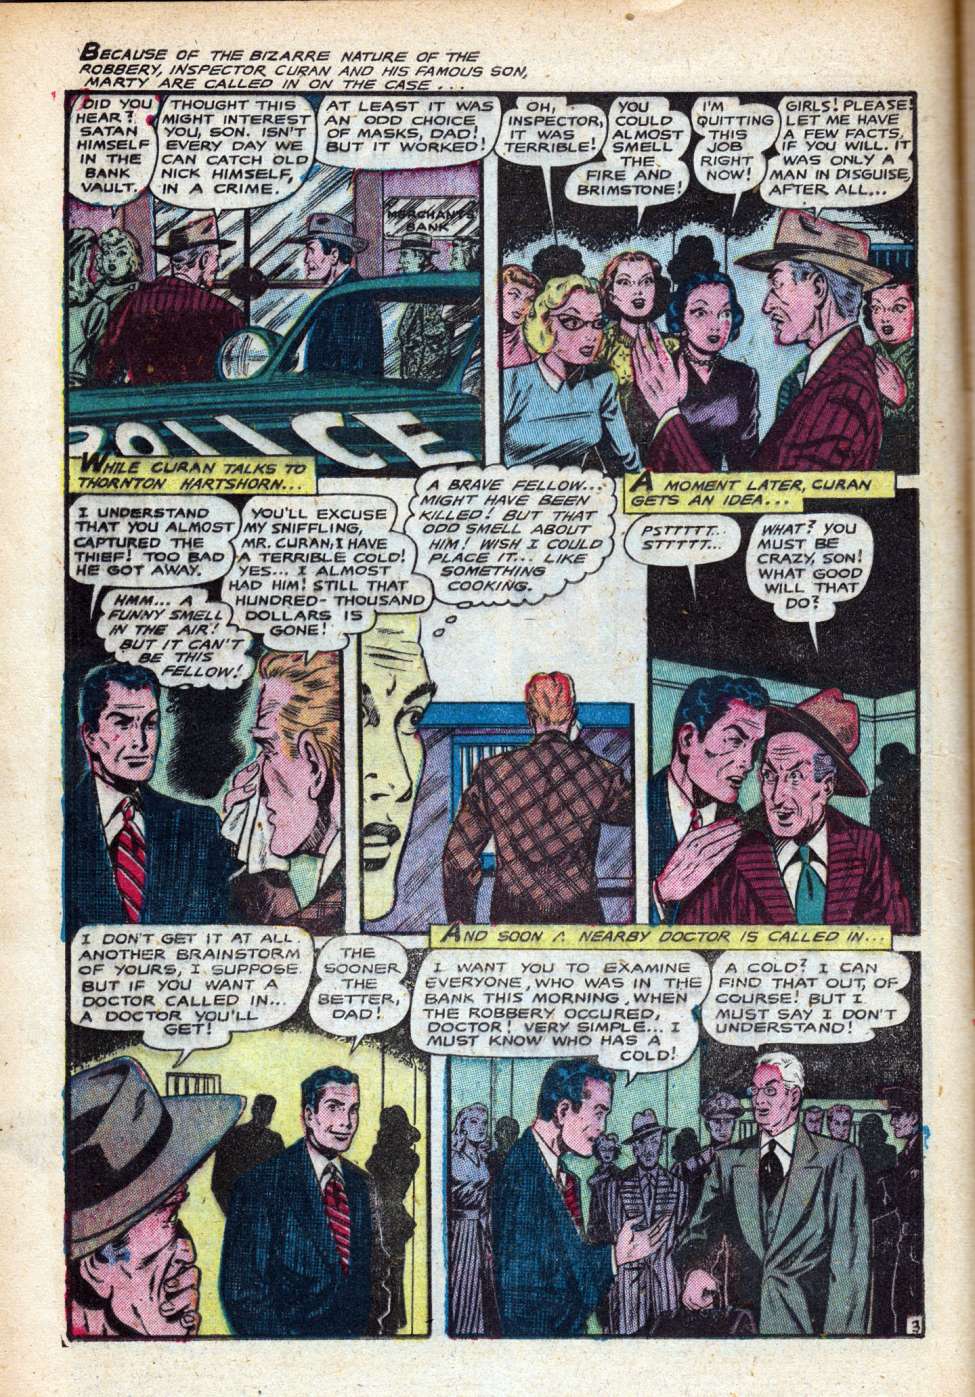 BECAUSE OF THE BIZARRE NATURE OF THE
ROBBERY, INSPECTOR CURAN AND HIS FAMOUS SON,
MARTY ARE CALLED IN ON THE CASE...
DID YOU
HEAR?
SATAN
HIMSELF
IN THE
BANK
VAULT.
THOUGHT THIS
MIGHT INTEREST
YOU, SON. ISN'T
EVERY DAY WE
CAN CATCH OLD
NICK HIMSELF,
IN A CRIME.
AT LEAST IT WAS
AN ODD CHOICE
OF MASKS, DAD!
BUT IT WORKED!
MERCHANTS
BANK
POLICE
OH,
INSPECTOR,
IT WAS
TERRIBLE!
YOU
COULD
ALMOST
SMELL
THE
FIRE AND
BRIMSTONE!
I'M
QUITTING
THIS
JOB
RIGHT
NOW!
GIRLS! PLEASE!
LET ME HAVE
A FEW FACTS,
IF YOU WILL. IT
WAS ONLY A
MAN IN DISGUISE,
AFTER ALL...
WHILE CURAN TALKS TO
THORNTON HARTSHORN...
I UNDERSTAND
THAT YOU ALMOST
CAPTURED THE
THIEF! TOO BAD
HE GOT AWAY.
HMM... A
FUNNY SMELL
IN THE AIR!
BUT IT CAN'T
BE THIS
FELLOW!
YOU'LL EXCUSE
MY SNIFFLING,
MR. CURAN, I HAVE
A TERRIBLE COLD!
YES... I ALMOST
HAD HIM! STILL THAT
HUNDRED-THOUSAND
DOLLARS IS
GONE!
A BRAVE FELLOW...
MIGHT HAVE BEEN
KILLED! BUT THAT
ODD SMELL ABOUT
HIM! WISH I COULD
PLACE IT... LIKE
SOMETHING
COOKING.
A MOMENT LATER, CURAN
GETS AN IDEA...
PSTTTTT...
STTTTT...
WHAT? YOU
MUST BE
CRAZY, SON!
WHAT GOOD
WILL THAT
DO?
I DON'T GET IT AT ALL.
ANOTHER BRAINSTORM
OF YOURS, I SUPPOSE.
BUT IF YOU WANT A
DOCTOR CALLED IN...
A DOCTOR YOU'LL
GET!
THE
SOONER
THE
BETTER,
DAD!
AND SOON A NEARBY DOCTOR IS CALLED IN...
I WANT YOU TO EXAMINE
EVERYONE, WHO WAS IN THE
BANK THIS MORNING, WHEN
THE ROBBERY OCCURED,
DOCTOR! VERY SIMPLE... I
MUST KNOW WHO HAS A
COLD!
A COLD? I CAN
FIND THAT OUT, OF
COURSE! BUT I
MUST SAY I DON'T
UNDERSTAND!
3